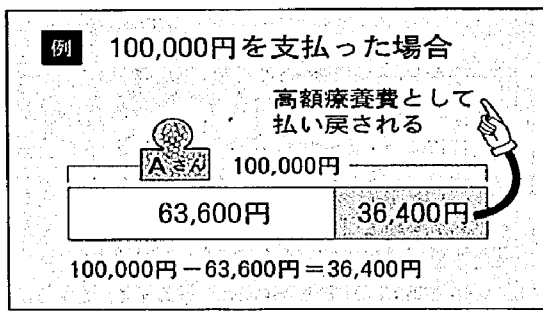 例 100,000円を支払った場合
高額療養費として
払い戻される
Aさん
100,000円
63,600円 36,400円
100,000円－63,600円＝36,400円